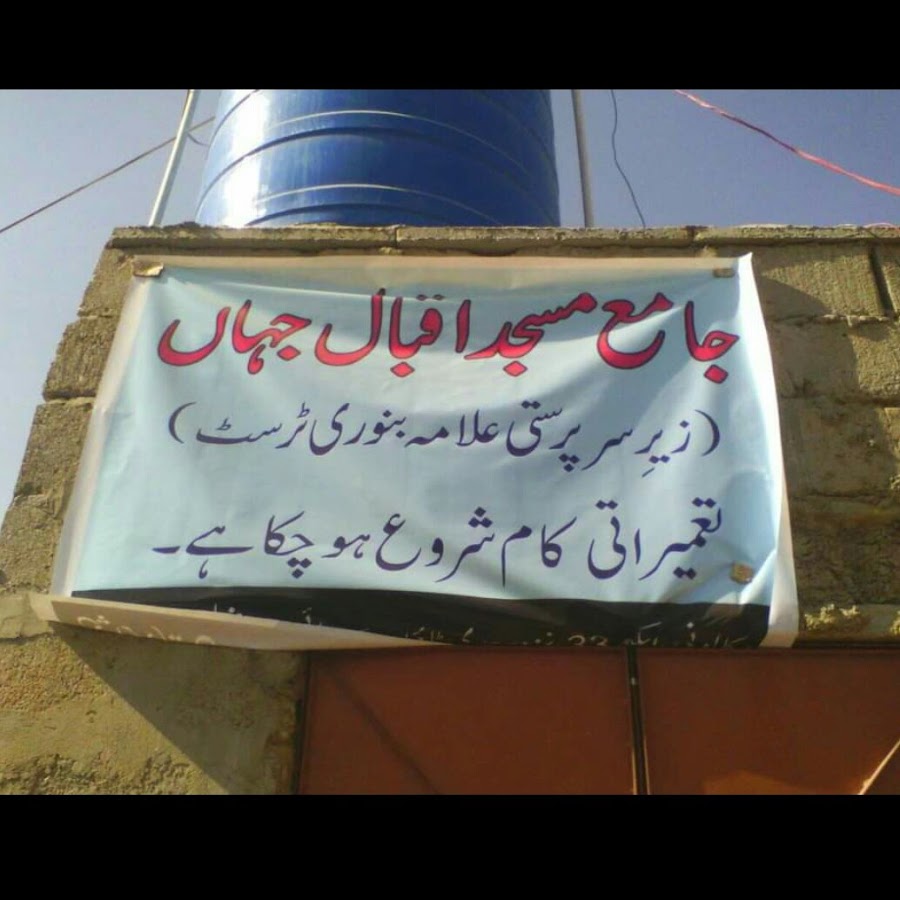 جامع مسجد اقبال جہاں
(زیرِ سرپرستی علامہ بنوری ٹرسٹ)
تعمیراتی کام شروع ہو چکا ہے۔